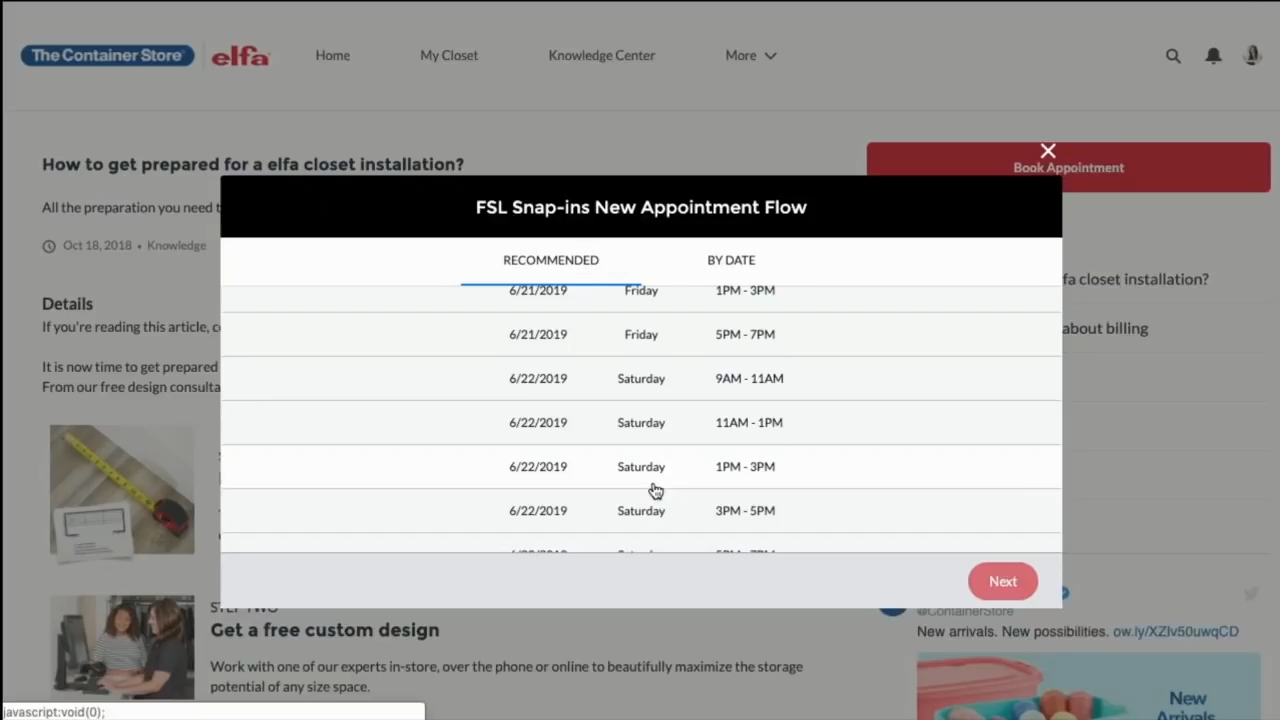 The Container Store
elfa
Home
My Closet
Knowledge Center
More
How to get prepared for a elfa closet installation?
Book Appointment
All the preparation you need t
FSL Snap-ins New Appointment Flow
Oct 18, 2018 • Knowledge
RECOMMENDED
BY DATE
fa closet installation?
6/21/2019 Friday 1PM - 3PM
Details
If you're reading this article, c
about billing
6/21/2019 Friday 5PM - 7PM
It is now time to get prepared
From our free design consulta
6/22/2019 Saturday 9AM - 11AM
6/22/2019 Saturday 11AM - 1PM
6/22/2019 Saturday 1PM - 3PM
6/22/2019 Saturday 3PM - 5PM
Next
STEP TWO
@ContainerStore
Get a free custom design
New arrivals. New possibilities. ow.ly/XZIv50uwqCD
Work with one of our experts in-store, over the phone or online to beautifully maximize the storage
potential of any size space.
New
Arrivals
javascript:void(0);